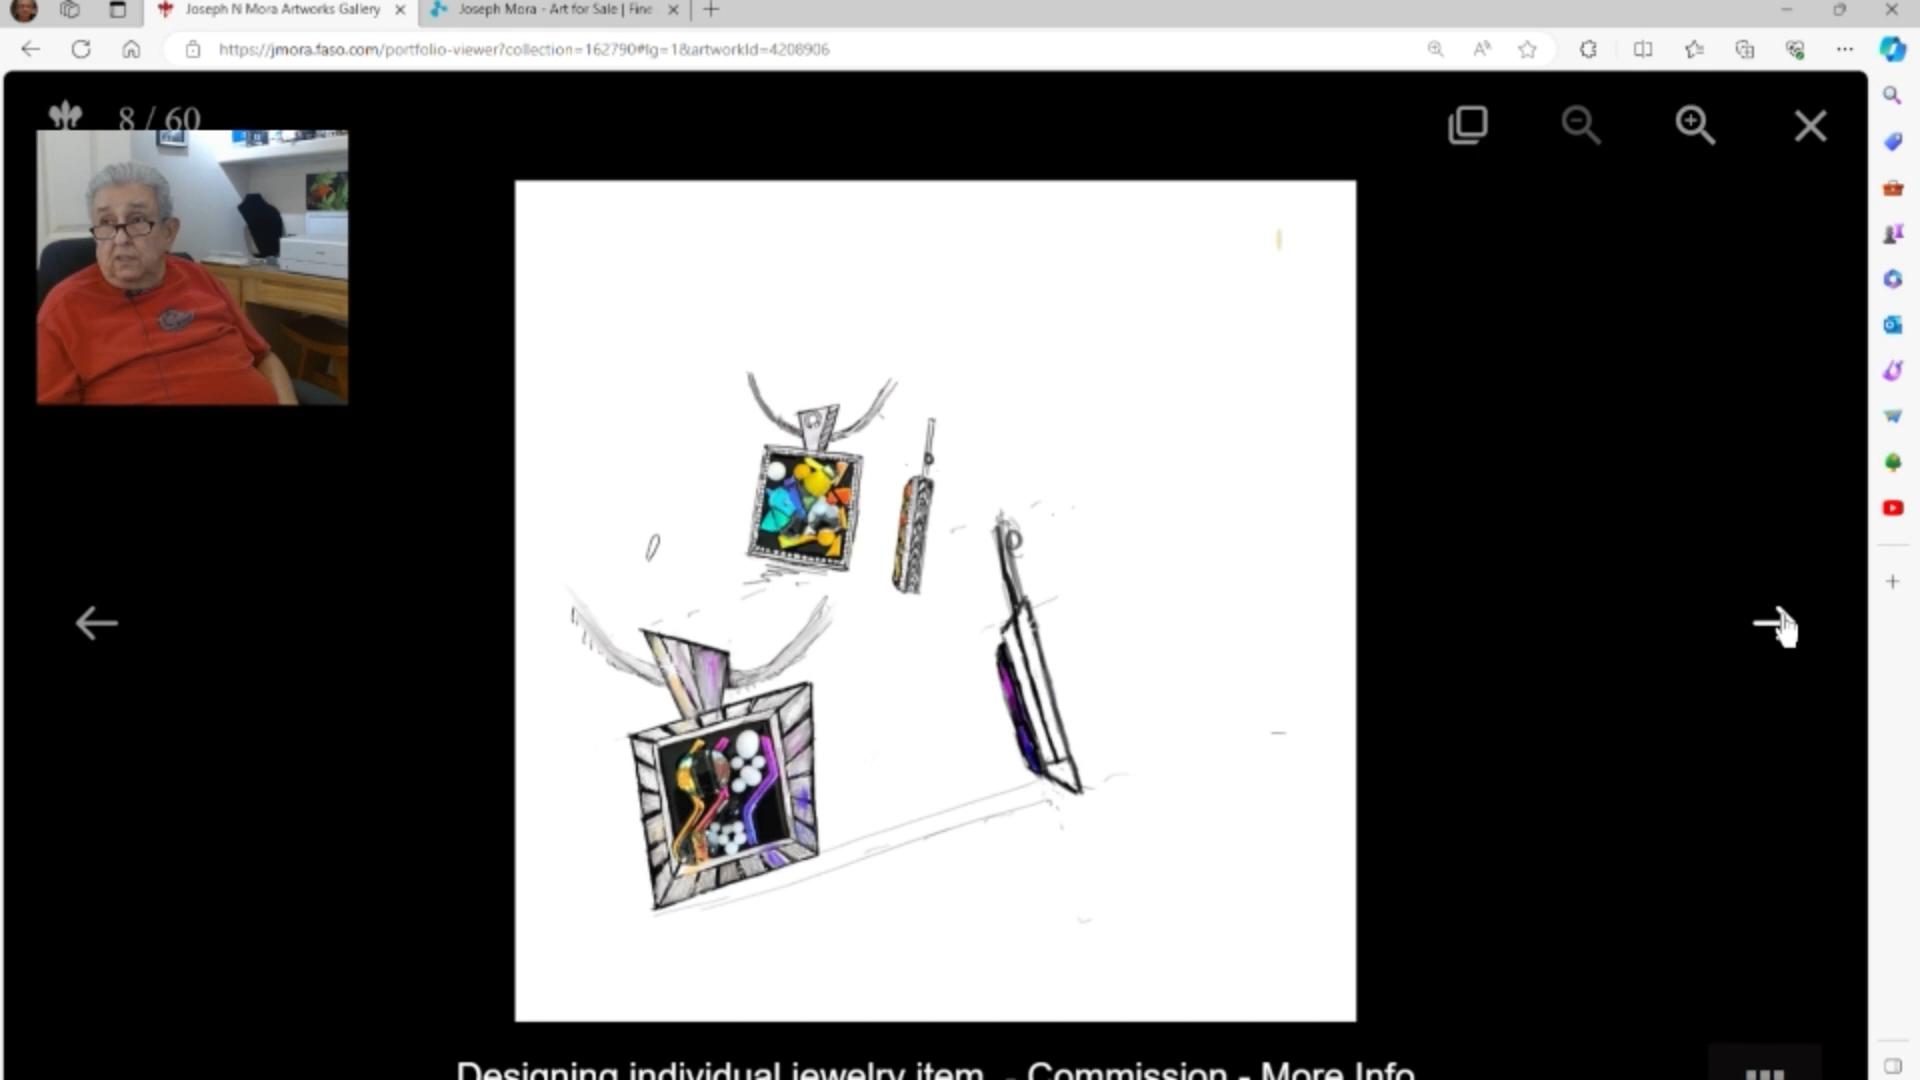 Joseph N Mora Artworks Gallery
Joseph Mora - Art for Sale | Fine
https://jmora.faso.com/portfolio-viewer?collection=162790#lg=1&artworkId=4208906
8 / 60
Designing individual jewelry item. - Commission - More Info